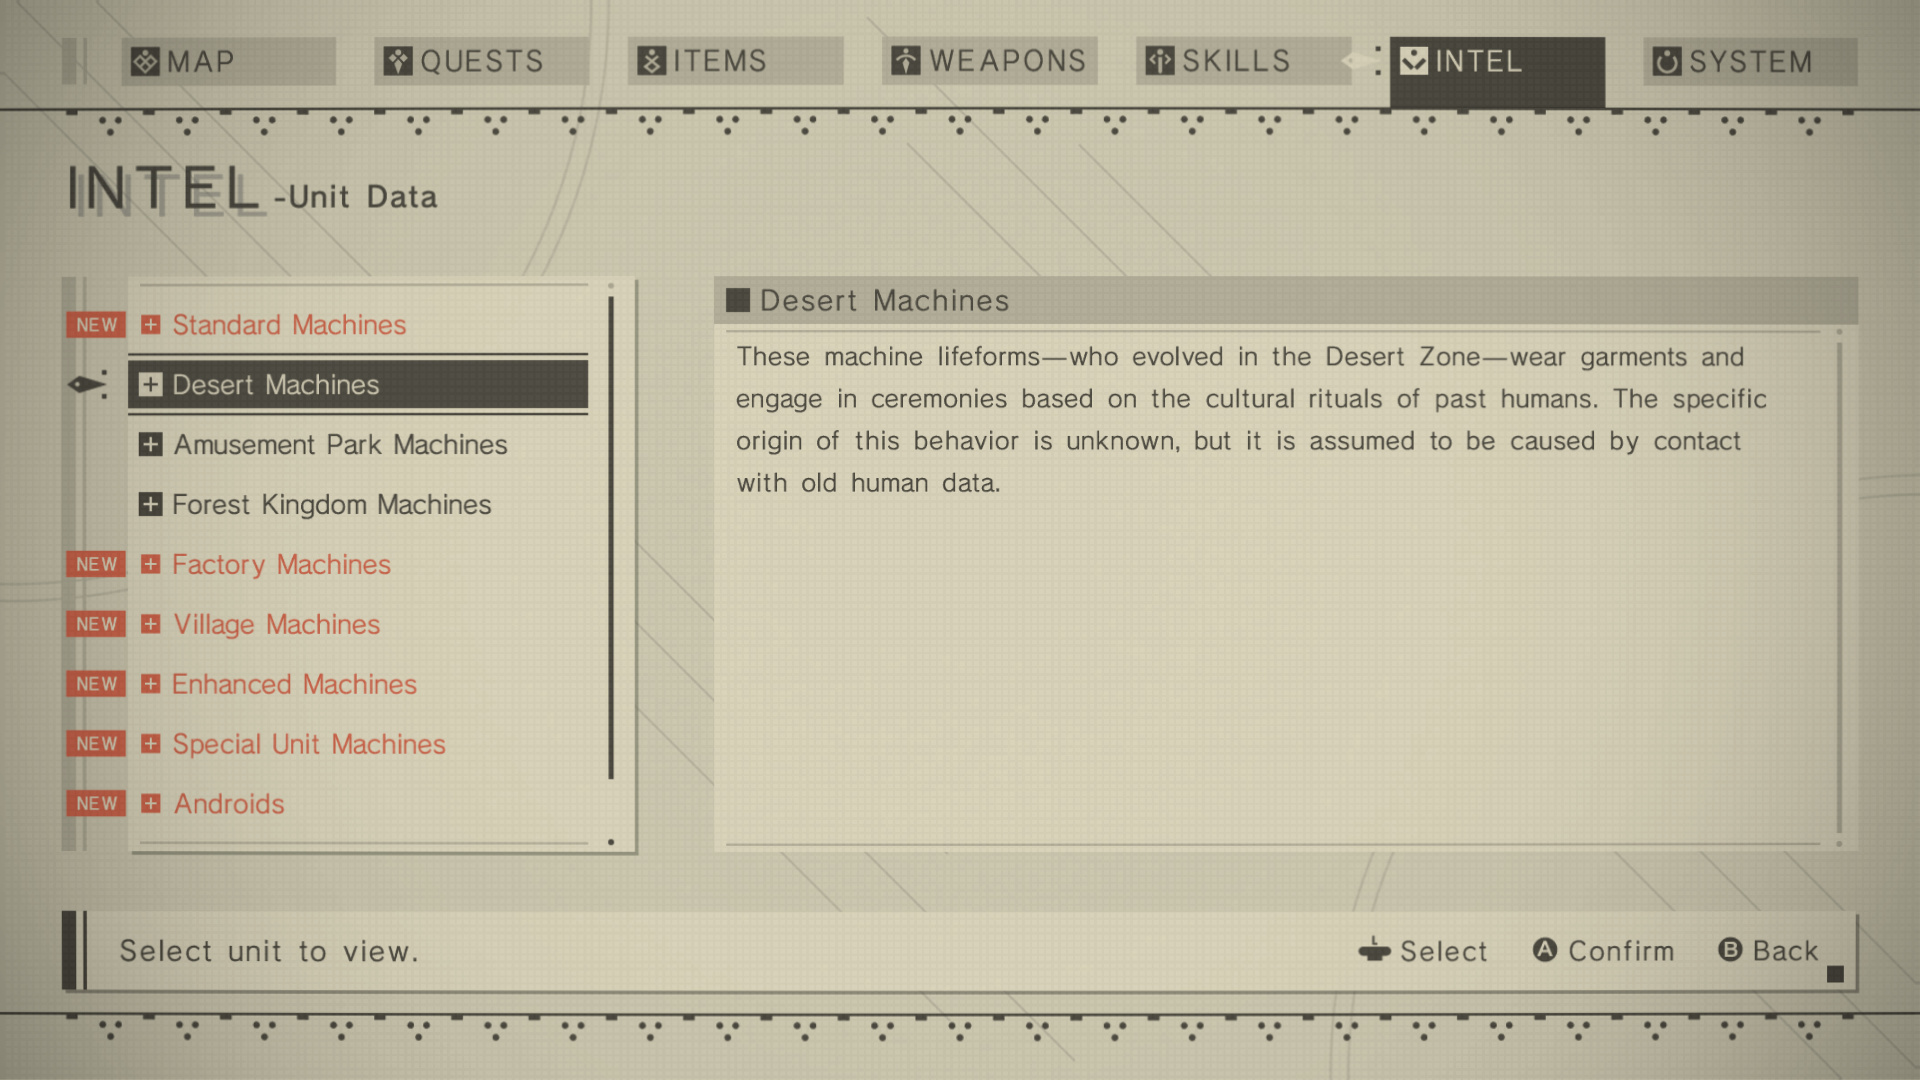 MAP
QUESTS
ITEMS
WEAPONS
SKILLS
INTEL
SYSTEM
INTEL -Unit Data
NEW Standard Machines
Desert Machines
Amusement Park Machines
Forest Kingdom Machines
NEW Factory Machines
NEW Village Machines
NEW Enhanced Machines
NEW Special Unit Machines
NEW Androids
Desert Machines
These machine lifeforms—who evolved in the Desert Zone—wear garments and
engage in ceremonies based on the cultural rituals of past humans. The specific
origin of this behavior is unknown, but it is assumed to be caused by contact
with old human data.
Select unit to view.
L Select
A Confirm
B Back